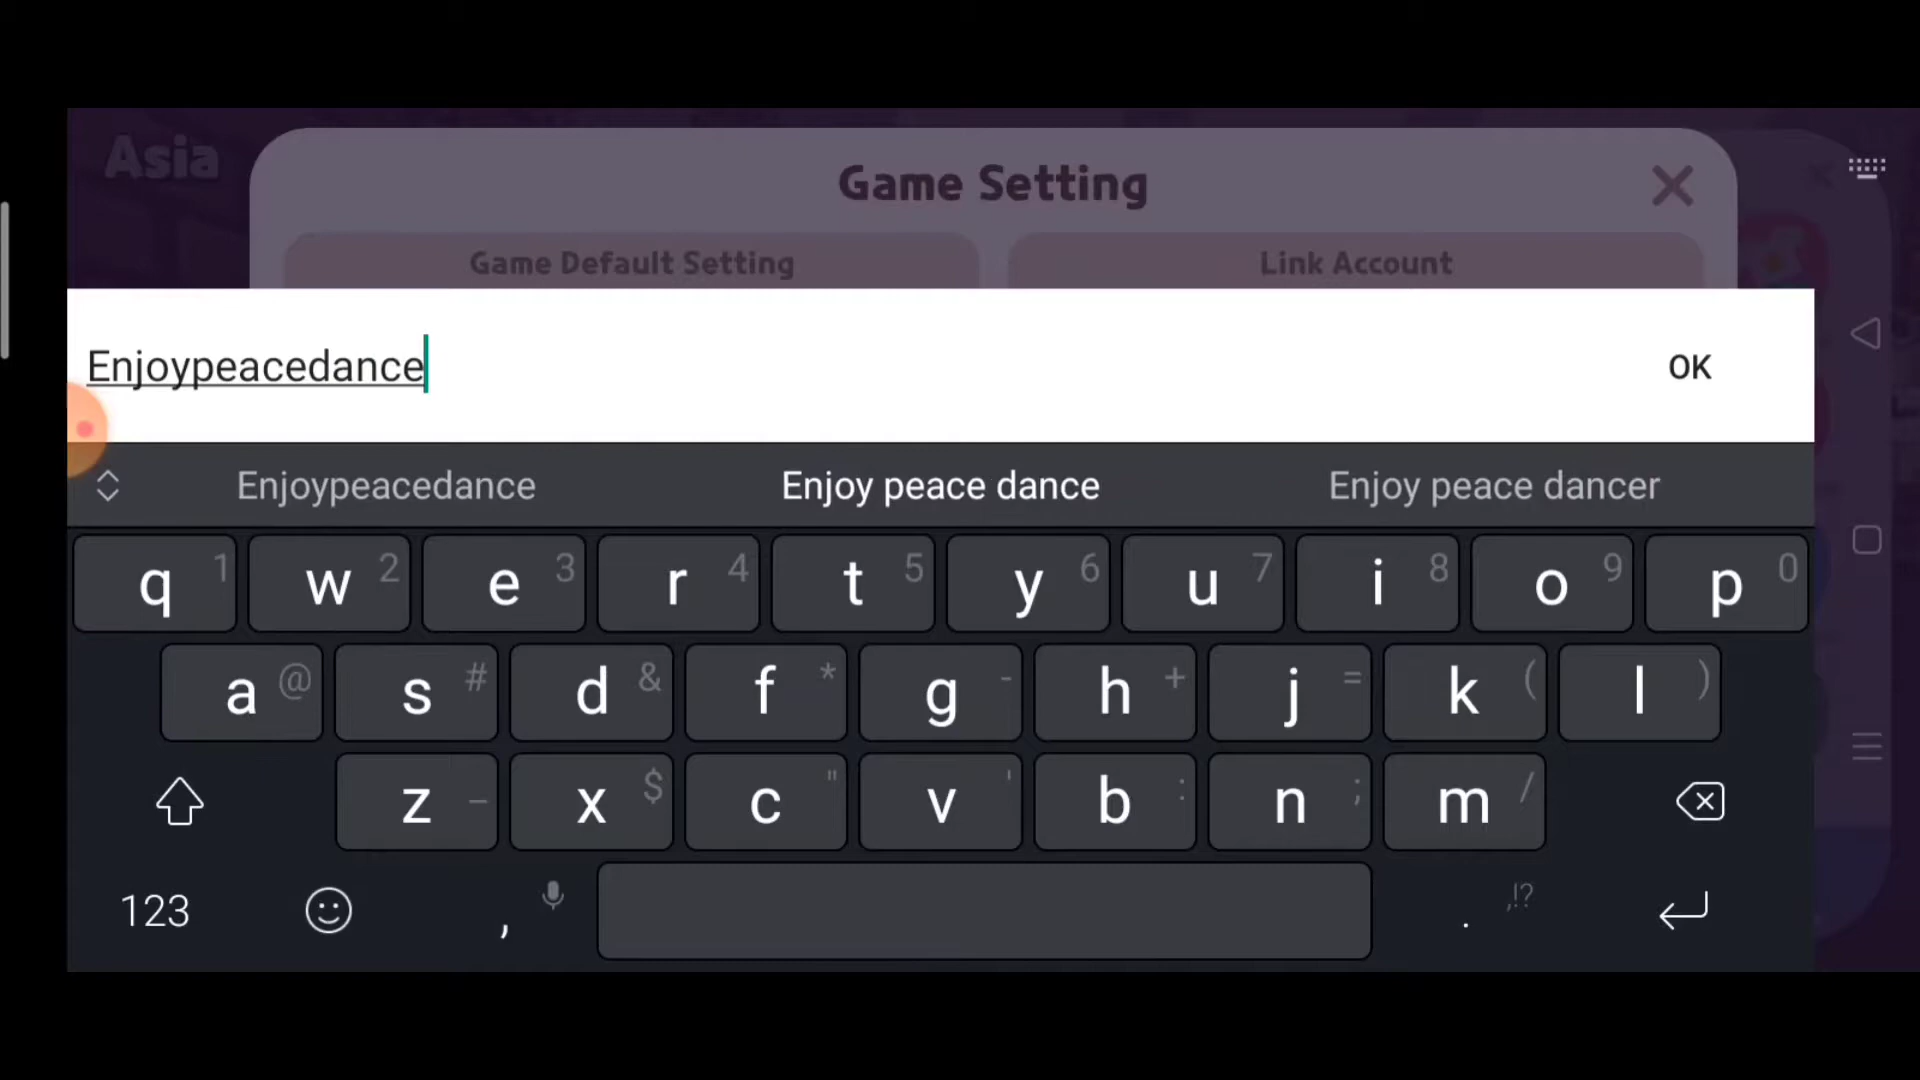 Asia
Game Setting
Game Default Setting
Link Account
Enjoypeacedance
OK
Enjoypeacedance
Enjoy peace dance
Enjoy peace dancer
q 1 w 2 e 3 r 4 t 5 y 6 u 7 i 8 o 9 p 0
a @ s # d & f * g - h + j = k ( l )
z _ x $ c " v ' b : n ; m /
123 , . ,!?